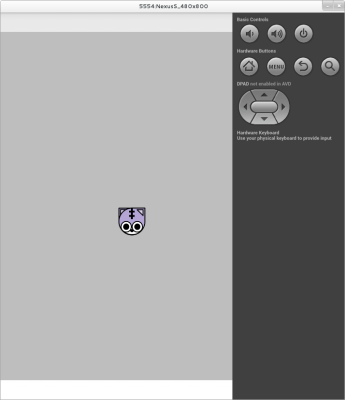 5554:NexusS_480x800
Basic Controls
Hardware Buttons
MENU
DPAD not enabled in AVD
Hardware Keyboard
Use your physical keyboard to provide input